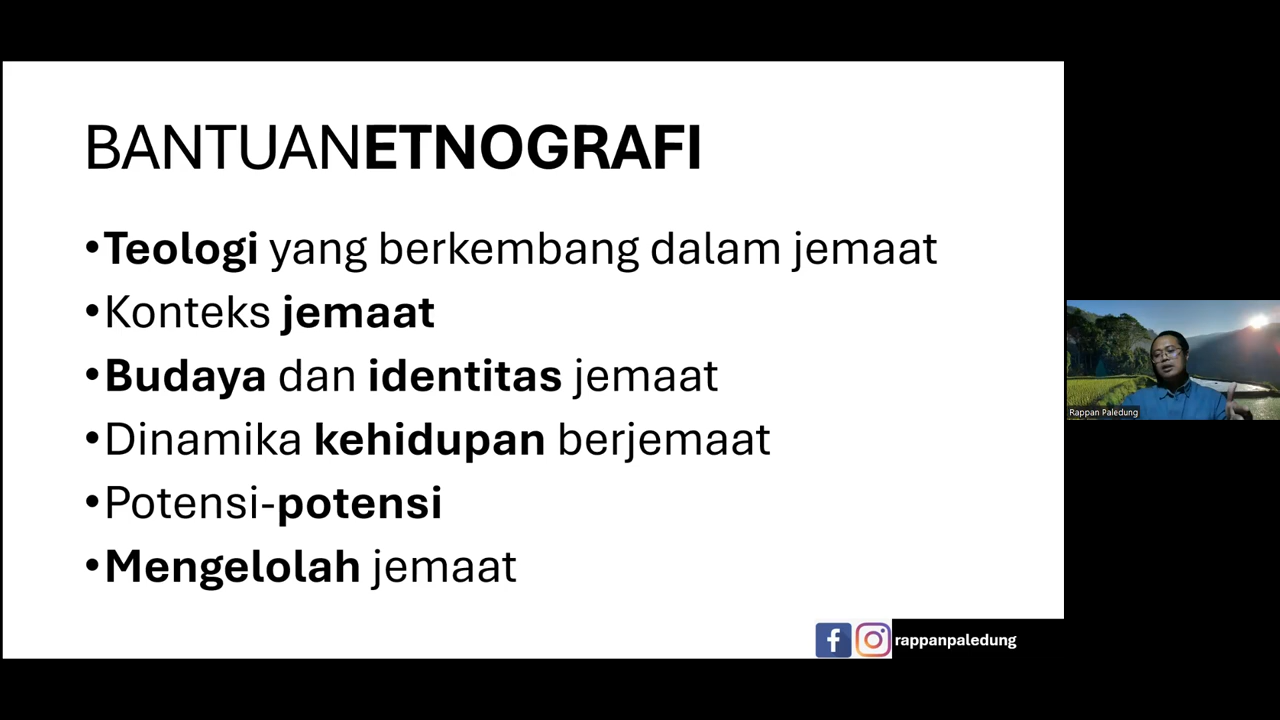 BANTUANETNOGRAFI
•Teologi yang berkembang dalam jemaat
•Konteks jemaat
•Budaya dan identitas jemaat
•Dinamika kehidupan berjemaat
•Potensi-potensi
•Mengelolah jemaat
rappanpaledung
Rappan Paledung